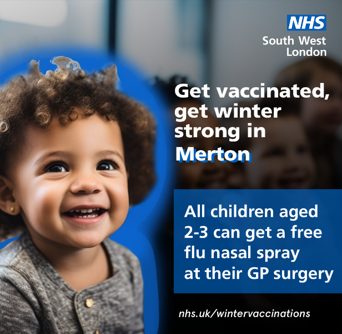 NHS
South West
London
Get vaccinated,
get winter
strong in
Merton
All children aged
2-3 can get a free
flu nasal spray
at their GP surgery
nhs.uk/wintervaccinations